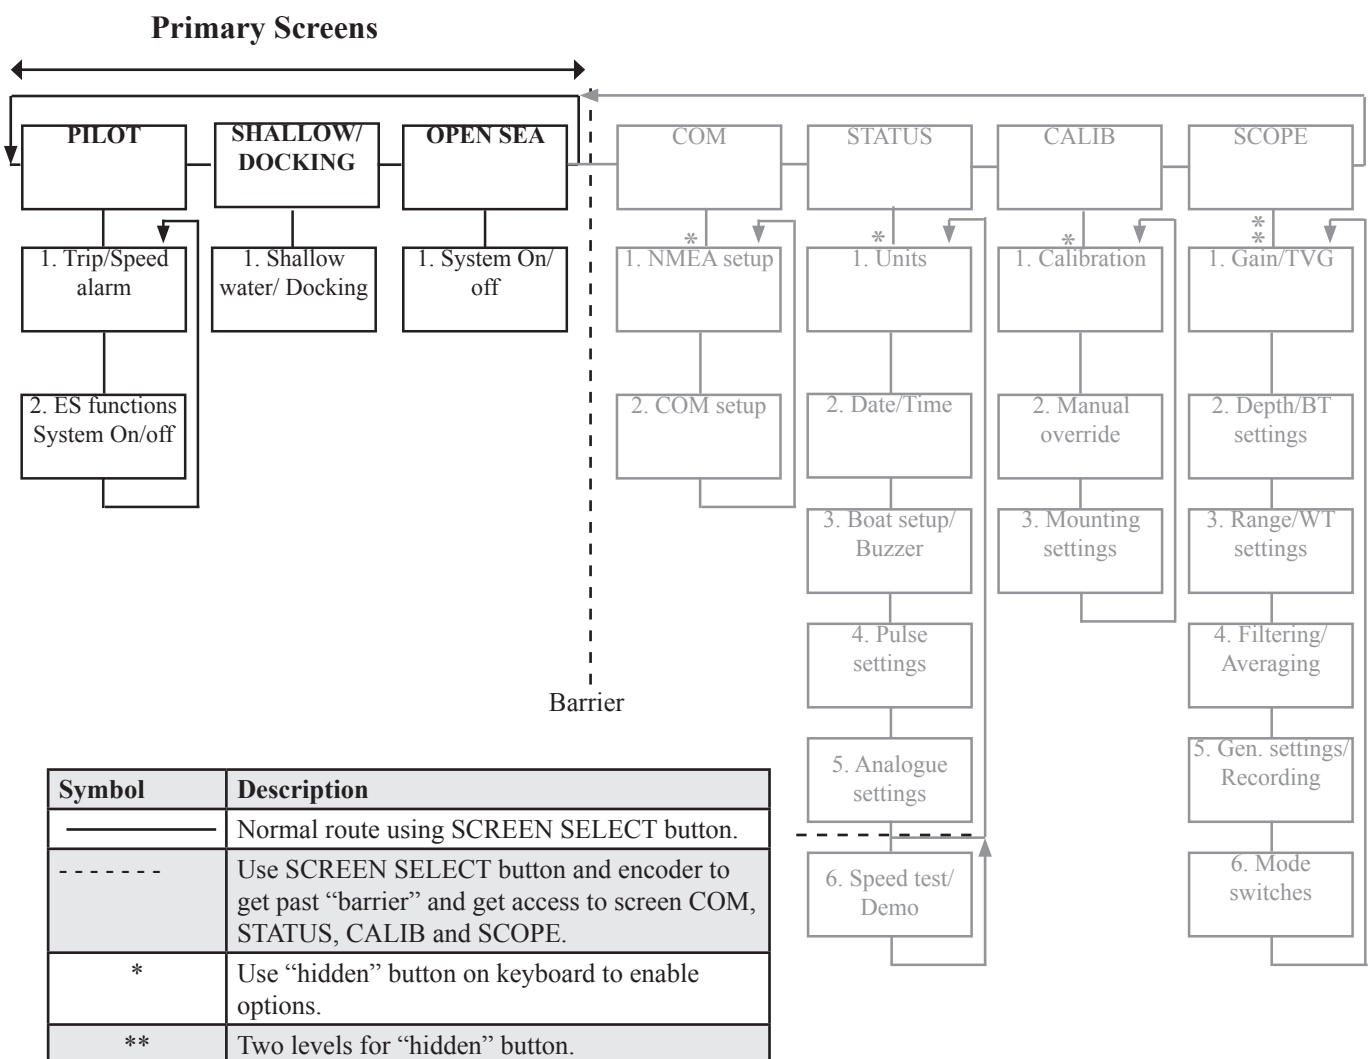 Primary Screens
PILOT
SHALLOW/
DOCKING
OPEN SEA
COM
STATUS
CALIB
SCOPE
*
*
*
*
*
1. Trip/Speed
alarm
1. Shallow
water/ Docking
1. System On/
off
1. NMEA setup
1. Units
1. Calibration
1. Gain/TVG
2. ES functions
System On/off
2. COM setup
2. Date/Time
2. Manual
override
2. Depth/BT
settings
3. Boat setup/
Buzzer
3. Mounting
settings
3. Range/WT
settings
4. Pulse
settings
4. Filtering/
Averaging
Barrier
5. Analogue
settings
5. Gen. settings/
Recording
6. Speed test/
Demo
6. Mode
switches
Symbol Description
Normal route using SCREEN SELECT button.
- - - - - - - Use SCREEN SELECT button and encoder to
get past “barrier” and get access to screen COM,
STATUS, CALIB and SCOPE.
* Use “hidden” button on keyboard to enable
options.
** Two levels for “hidden” button.